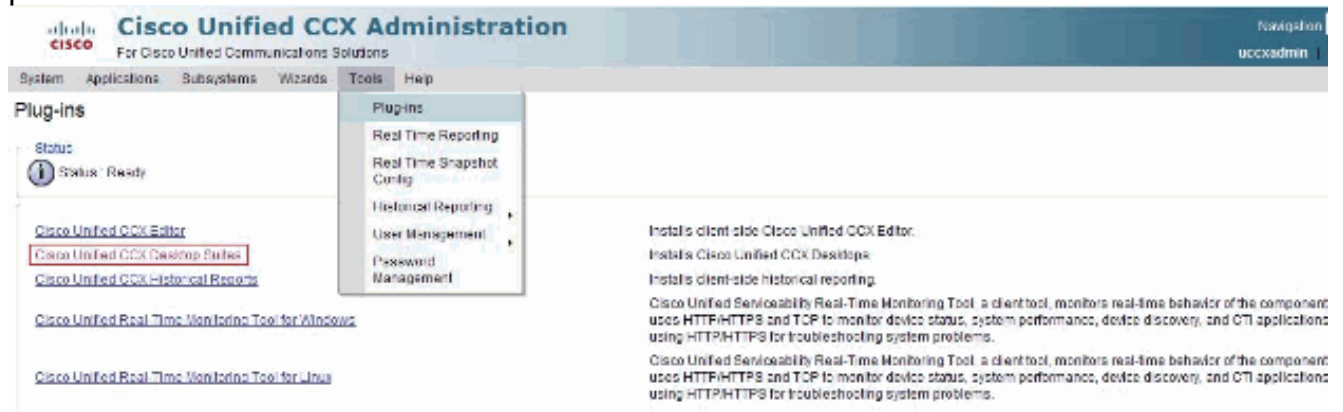 Cisco Unified CCX Administration
Navigation
CISCO
For Cisco Unified Communications Solutions
uccxadmin
System Applications Subsystems Wizards Tools Help
Plug-ins
Plug-ins
Real Time Reporting
Status
Real Time Snapshot
Status : Ready
Config
Historical Reporting
Cisco Unified CCX Editor
User Management
Installs client-side Cisco Unified CCX Editor.
Cisco Unified CCX Desktop Suites
Installs Cisco Unified CCX Desktops
Password
Cisco Unified CCX Historical Reports
Management
Installs client-side historical reporting.
Cisco Unified Serviceability Real-Time Monitoring Tool, a client tool, monitors real-time behavior of the component
Cisco Unified Real-Time Monitoring Tool for Windows
uses HTTP/HTTPS and TCP to monitor device status, system performance, device discovery, and CTI applications
using HTTP/HTTPS for troubleshooting system problems.
Cisco Unified Serviceability Real-Time Monitoring Tool, a client tool, monitors real-time behavior of the component
Cisco Unified Real-Time Monitoring Tool for Linux
uses HTTP/HTTPS and TCP to monitor device status, system performance, device discovery, and CTI applications
using HTTP/HTTPS for troubleshooting system problems.